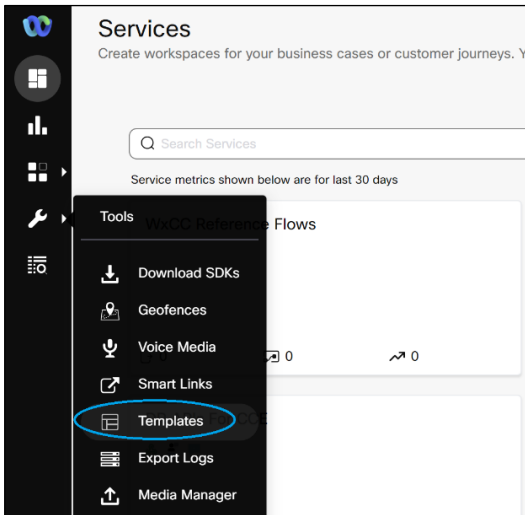 Services
Create workspaces for your business cases or customer journeys. Y
Search Services
Service metrics shown below are for last 30 days
Tools
WxCC Reference Flows
Download SDKs
Geofences
Voice Media
0
0
Smart Links
Templates
Export Logs
Media Manager